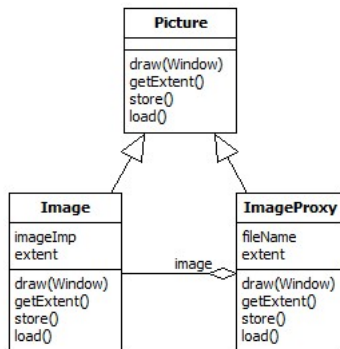 Picture
draw(Window)
getExtent()
store()
load()
Image
imageImp
extent
draw(Window)
getExtent()
store()
load()
image
ImageProxy
fileName
extent
draw(Window)
getExtent()
store()
load()